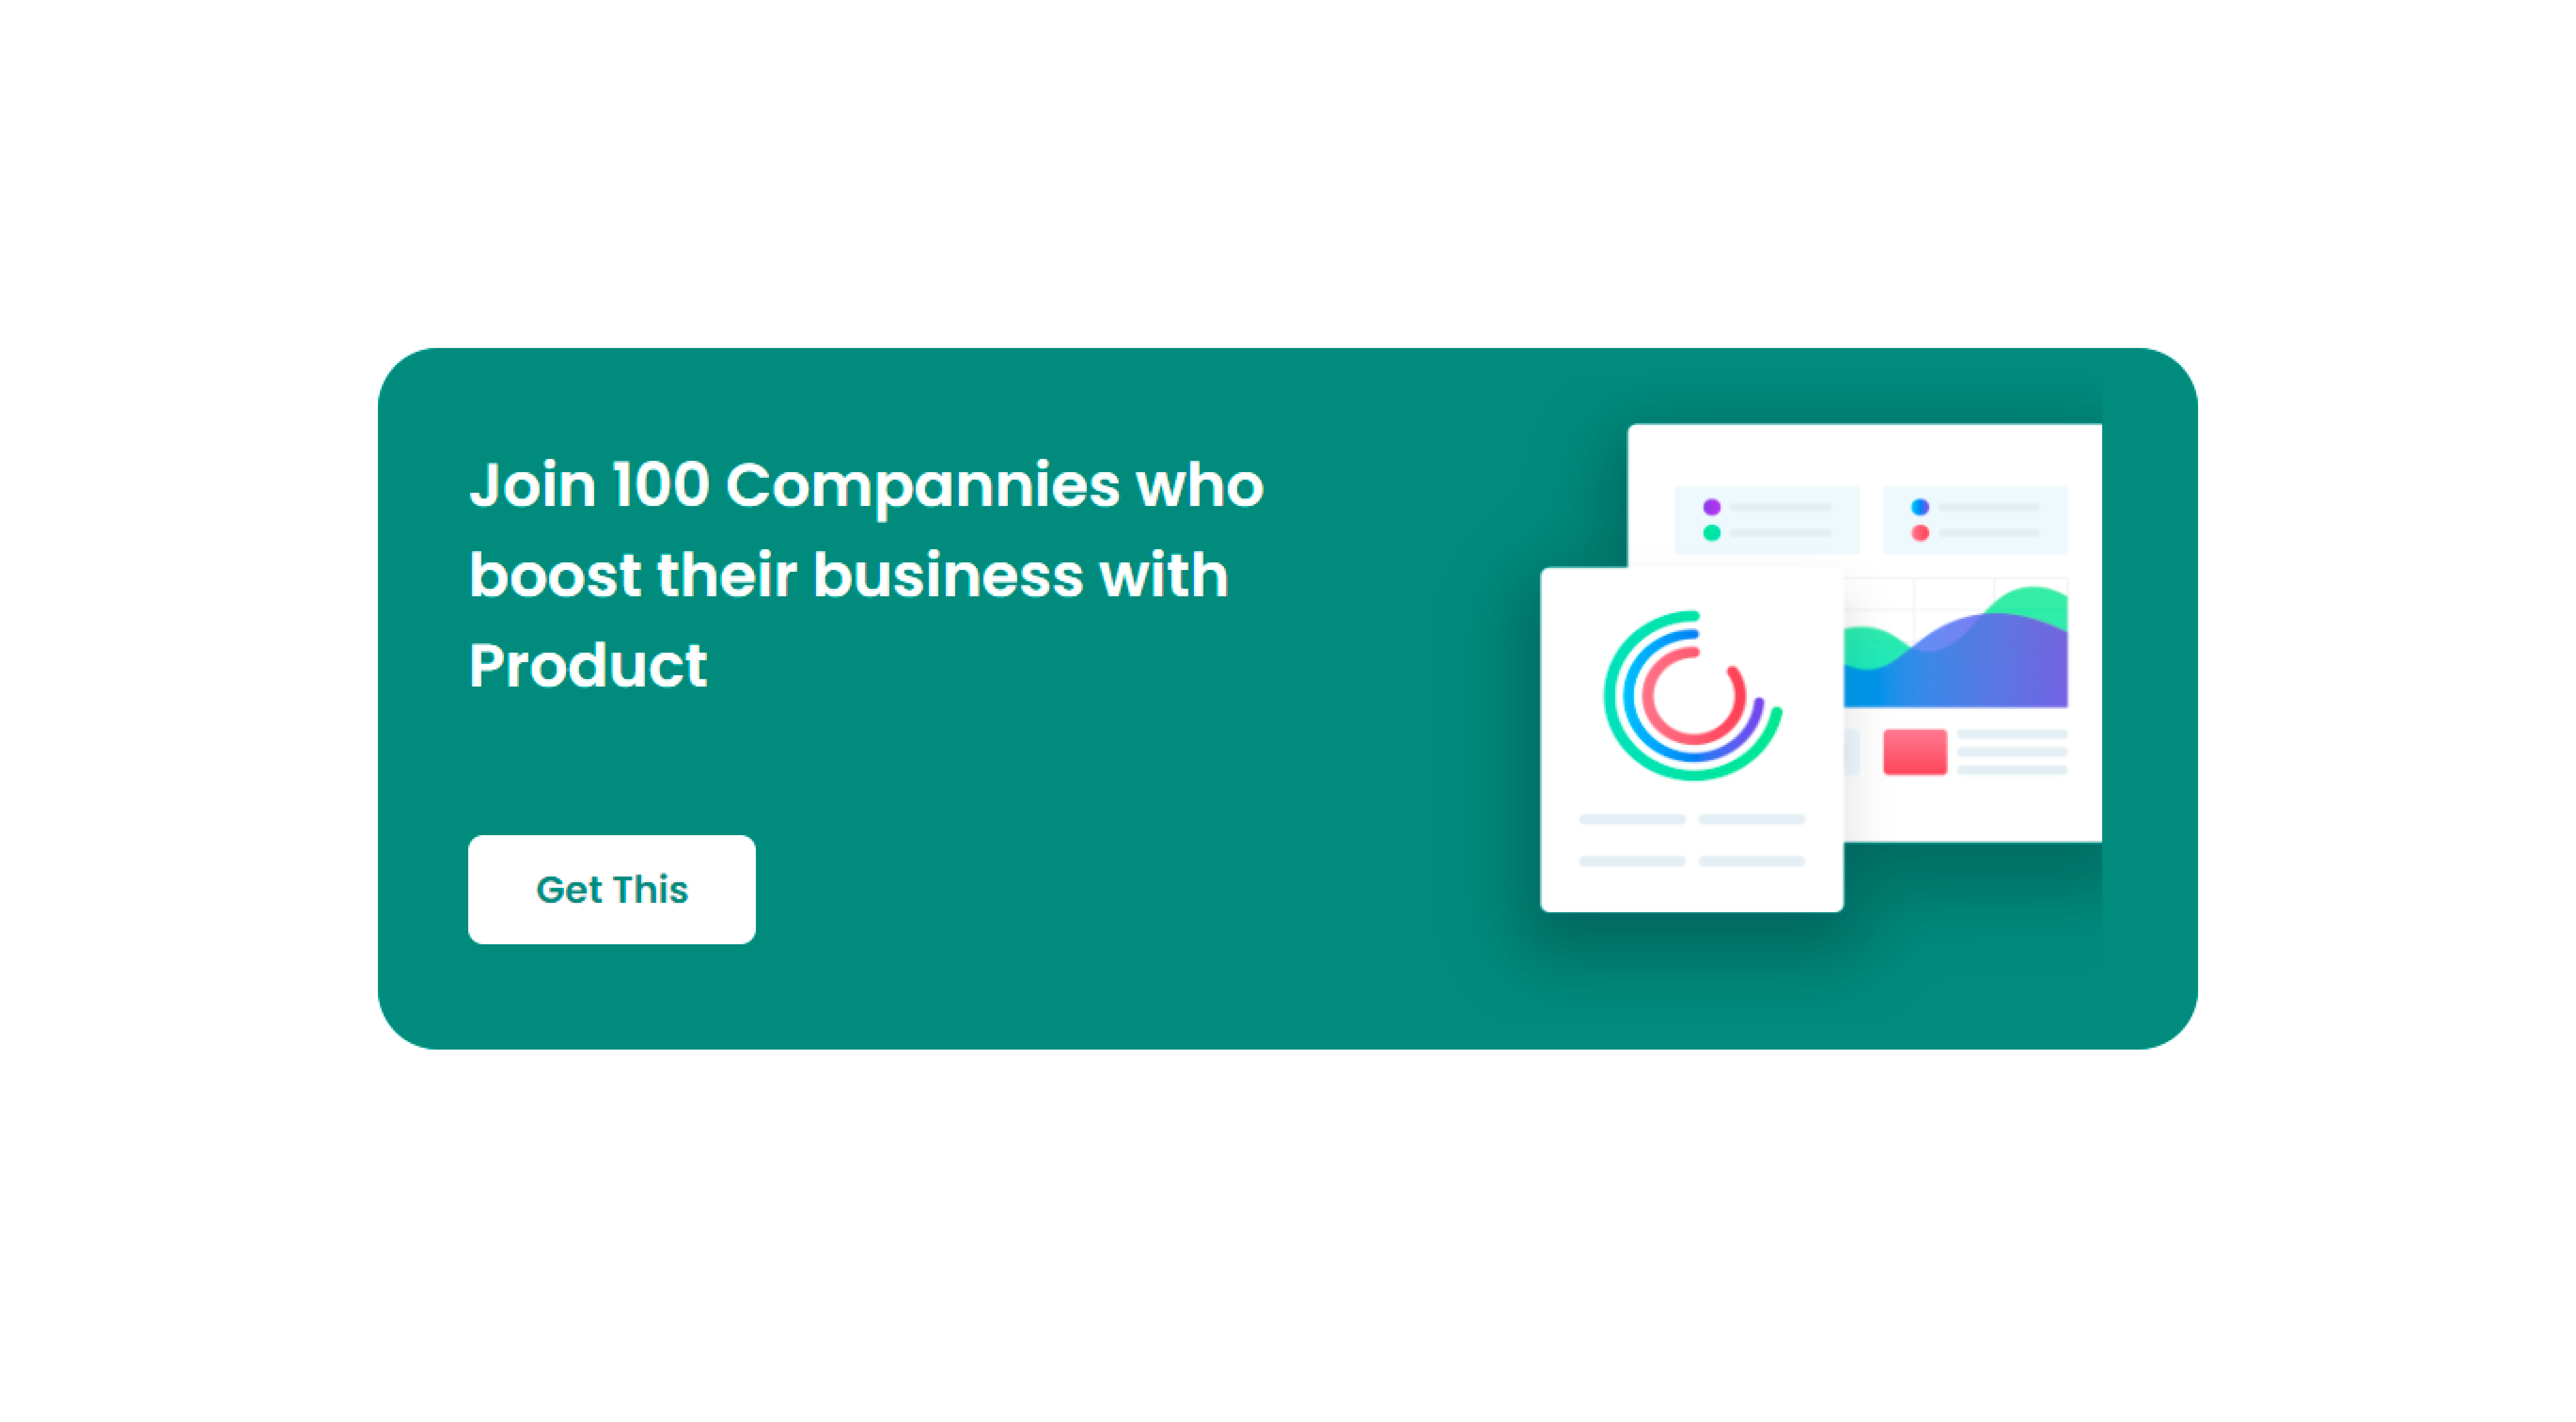 Join 100 Compannies who
boost their business with
Product
Get This